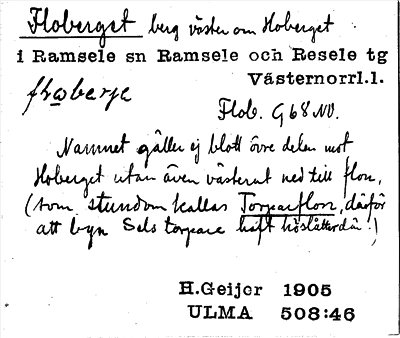 Floberget berg väster om Hoberget
i Ramsele sn Ramsele och Resele tg
Västernorrl.l.
Flob. G68 NV.
Namnet gäller ej blott övre delen mot
Hoberget utan även västerut ned till flon,
(som stundom kallas Torparflon, därför
att byn Sels torpare haft höslåtter där.)
H.Geijer 1905
ULMA 508:46